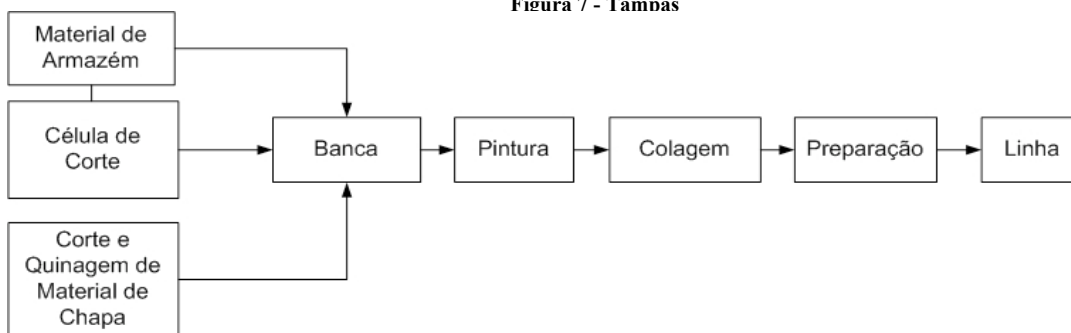 Figura 7 - Tampas
Material de
Armazém
Célula de
Corte
Banca
Pintura
Colagem
Preparação
Linha
Corte e
Quinagem de
Material de
Chapa